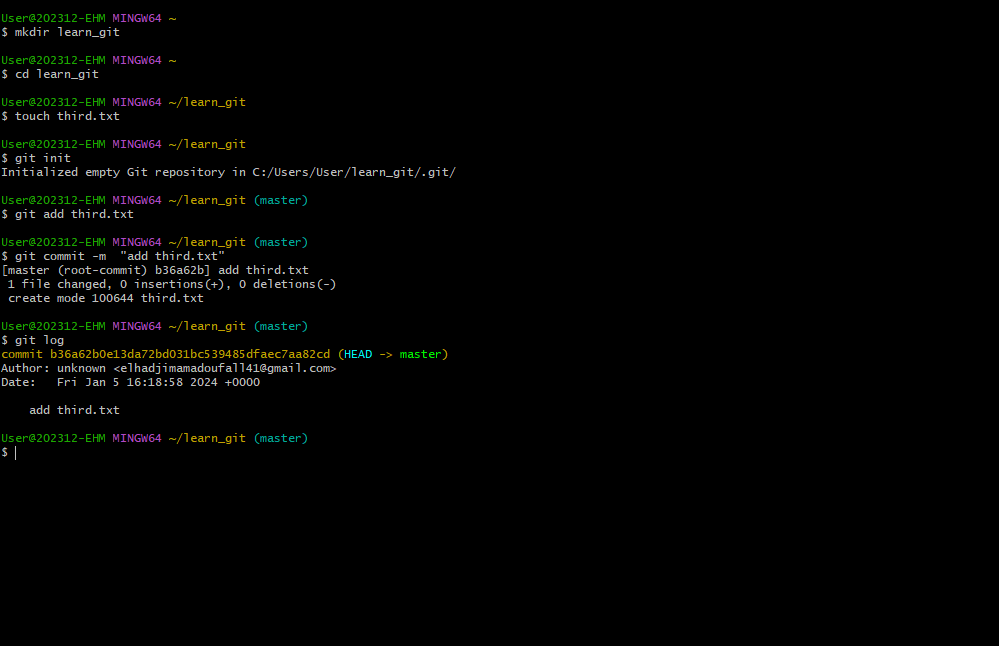 User@202312-EHM MINGW64 ~
$ mkdir learn_git
User@202312-EHM MINGW64 ~
$ cd learn_git
User@202312-EHM MINGW64 ~/learn_git
$ touch third.txt
User@202312-EHM MINGW64 ~/learn_git
$ git init
Initialized empty Git repository in C:/Users/User/learn_git/.git/
User@202312-EHM MINGW64 ~/learn_git (master)
$ git add third.txt
User@202312-EHM MINGW64 ~/learn_git (master)
$ git commit -m  "add third.txt"
[master (root-commit) b36a62b] add third.txt
 1 file changed, 0 insertions(+), 0 deletions(-)
 create mode 100644 third.txt
User@202312-EHM MINGW64 ~/learn_git (master)
$ git log
commit b36a62b0e13da72bd031bc539485dfaec7aa82cd (HEAD -> master)
Author: unknown <elhadjimamadoufall41@gmail.com>
Date:   Fri Jan 5 16:18:58 2024 +0000
    add third.txt
User@202312-EHM MINGW64 ~/learn_git (master)
$